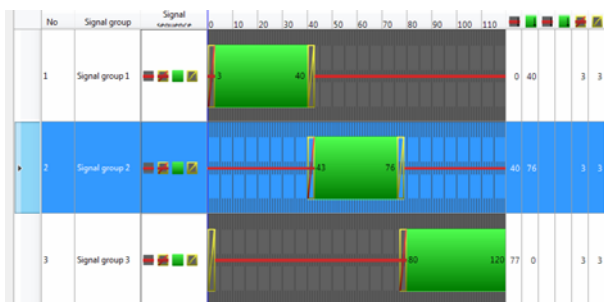 No Signal group Signal sequence 0 10 20 30 40 50 60 70 80 90 100 110
1 Signal group 1 3 40 0 40 3 3
2 Signal group 2 43 76 40 76 3 3
3 Signal group 3 80 120 77 0 3 3